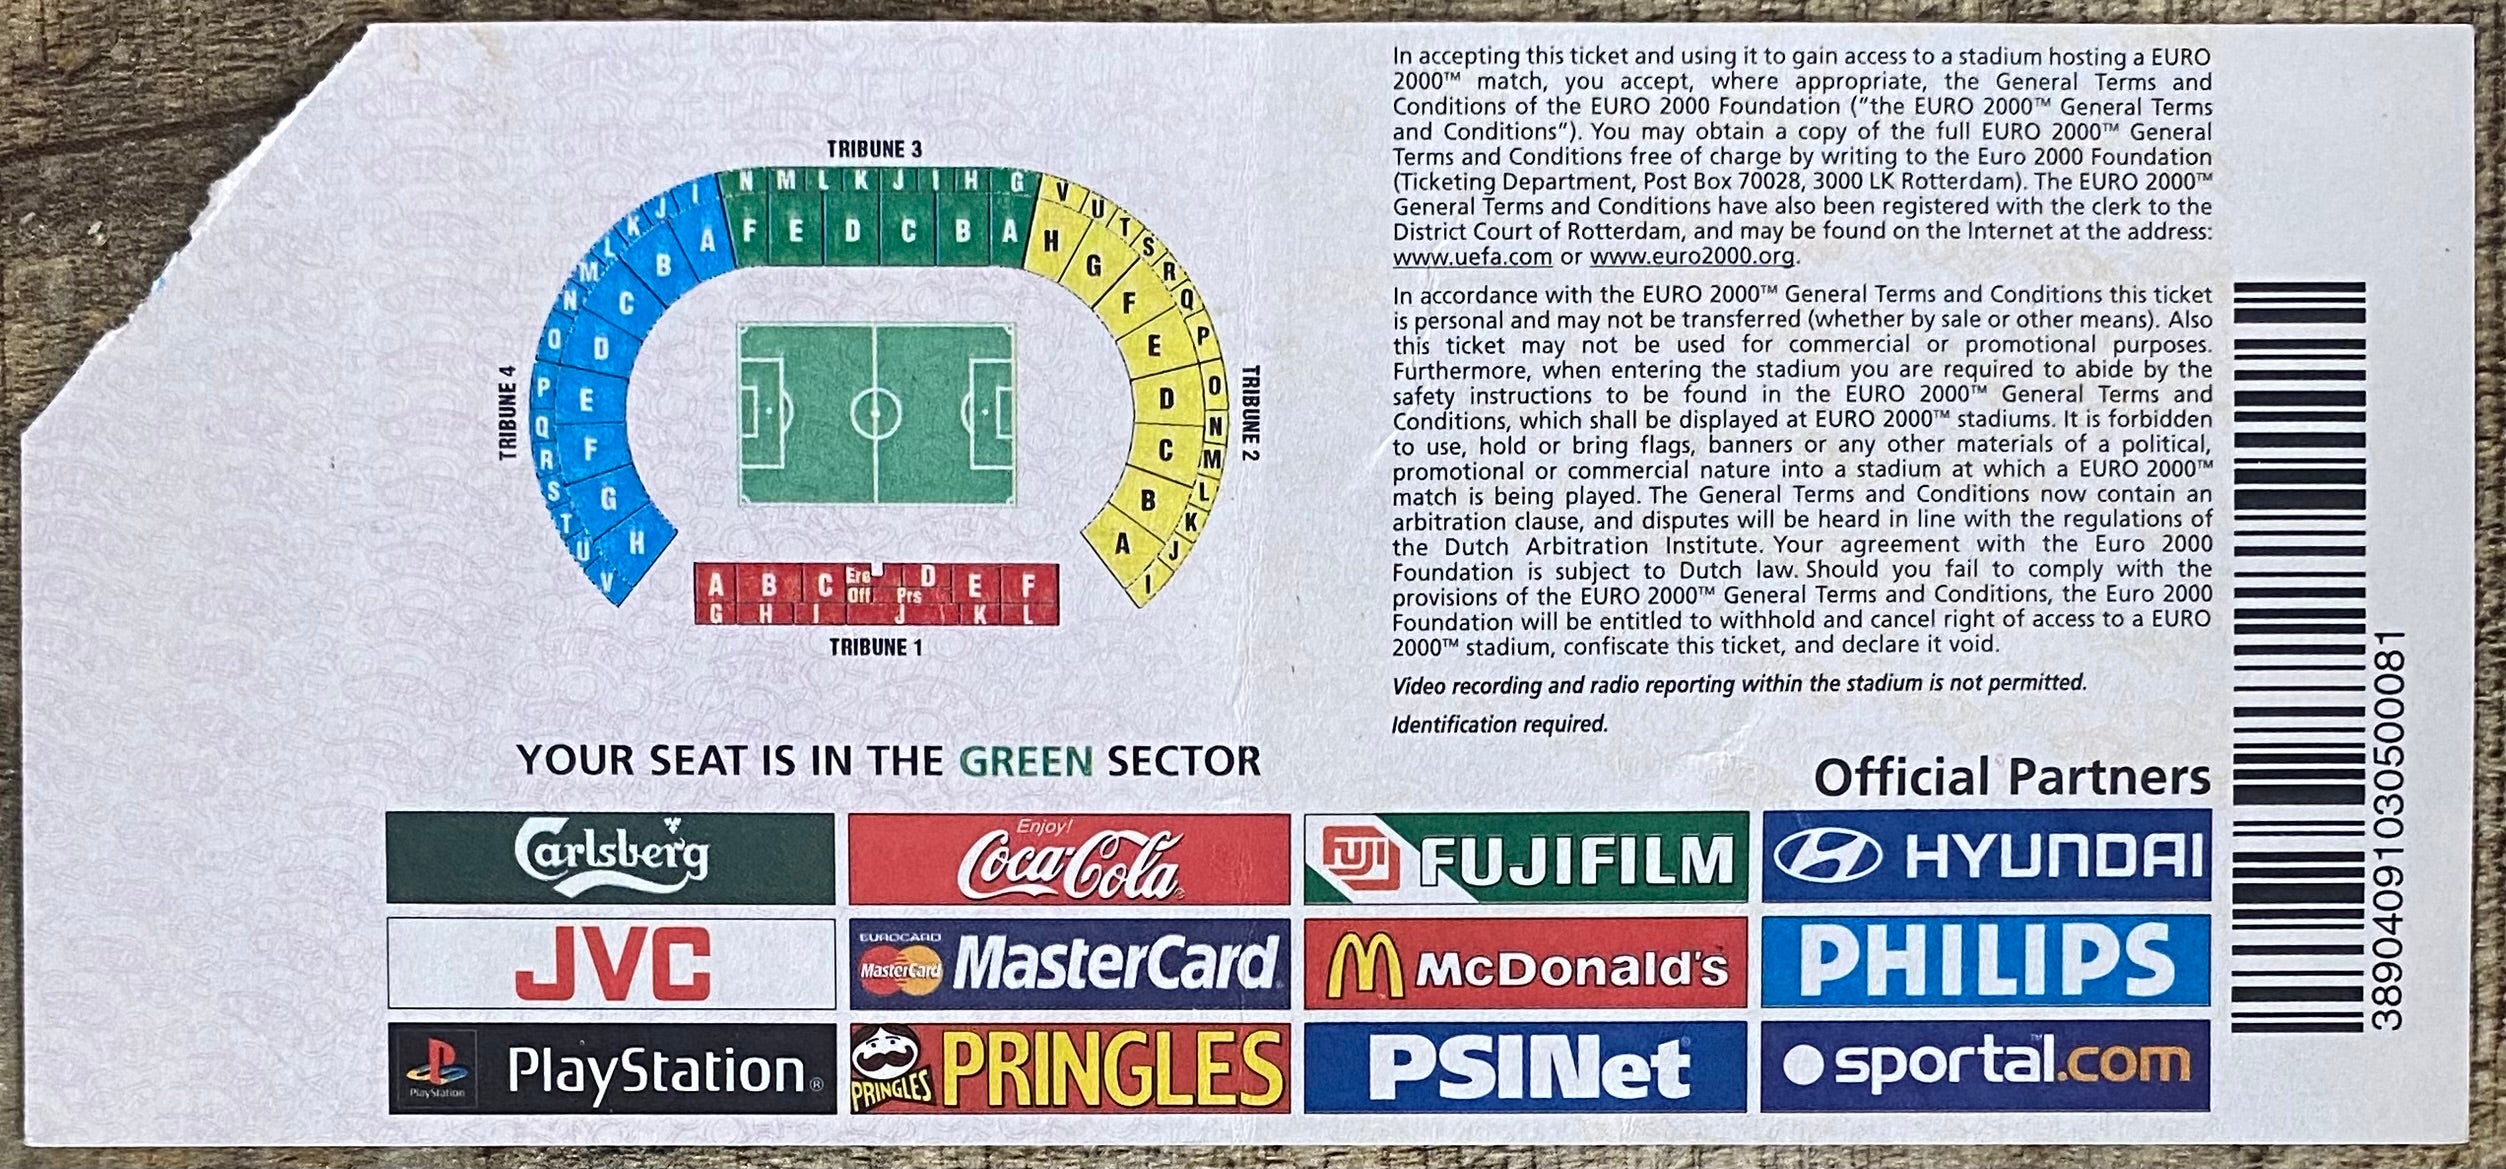 TRIBUNE 3
N M L K J I H G
F E D C B A
I J K L M N O P Q R S T U V
A B C D E F G H
V U T S R Q P O N M L K J I
H G F E D C B A
TRIBUNE 4
TRIBUNE 2
A B C Ere D E F
Off Prs
G H I J K L
TRIBUNE 1
YOUR SEAT IS IN THE GREEN SECTOR
In accepting this ticket and using it to gain access to a stadium hosting a EURO
2000™ match, you accept, where appropriate, the General Terms and
Conditions of the EURO 2000 Foundation ("the EURO 2000™ General Terms
and Conditions"). You may obtain a copy of the full EURO 2000™ General
Terms and Conditions free of charge by writing to the Euro 2000 Foundation
(Ticketing Department, Post Box 70028, 3000 LK Rotterdam). The EURO 2000™
General Terms and Conditions have also been registered with the clerk to the
District Court of Rotterdam, and may be found on the Internet at the address:
www.uefa.com or www.euro2000.org.
In accordance with the EURO 2000™ General Terms and Conditions this ticket
is personal and may not be transferred (whether by sale or other means). Also
this ticket may not be used for commercial or promotional purposes.
Furthermore, when entering the stadium you are required to abide by the
safety instructions to be found in the EURO 2000™ General Terms and
Conditions, which shall be displayed at EURO 2000™ stadiums. It is forbidden
to use, hold or bring flags, banners or any other materials of a political,
promotional or commercial nature into a stadium at which a EURO 2000™
match is being played. The General Terms and Conditions now contain an
arbitration clause, and disputes will be heard in line with the regulations of
the Dutch Arbitration Institute. Your agreement with the Euro 2000
Foundation is subject to Dutch law. Should you fail to comply with the
provisions of the EURO 2000™ General Terms and Conditions, the Euro 2000
Foundation will be entitled to withhold and cancel right of access to a EURO
2000™ stadium, confiscate this ticket, and declare it void.
Video recording and radio reporting within the stadium is not permitted.
Identification required.
Official Partners
Carlsberg
Enjoy!
Coca-Cola
FUJI FUJIFILM
HYUNDAI
JVC
EUROCARD
MasterCard MasterCard
McDonald's
PHILIPS
PlayStation PlayStation®
PRINGLES PRINGLES
PSINet
sportal.com
38904091030500081